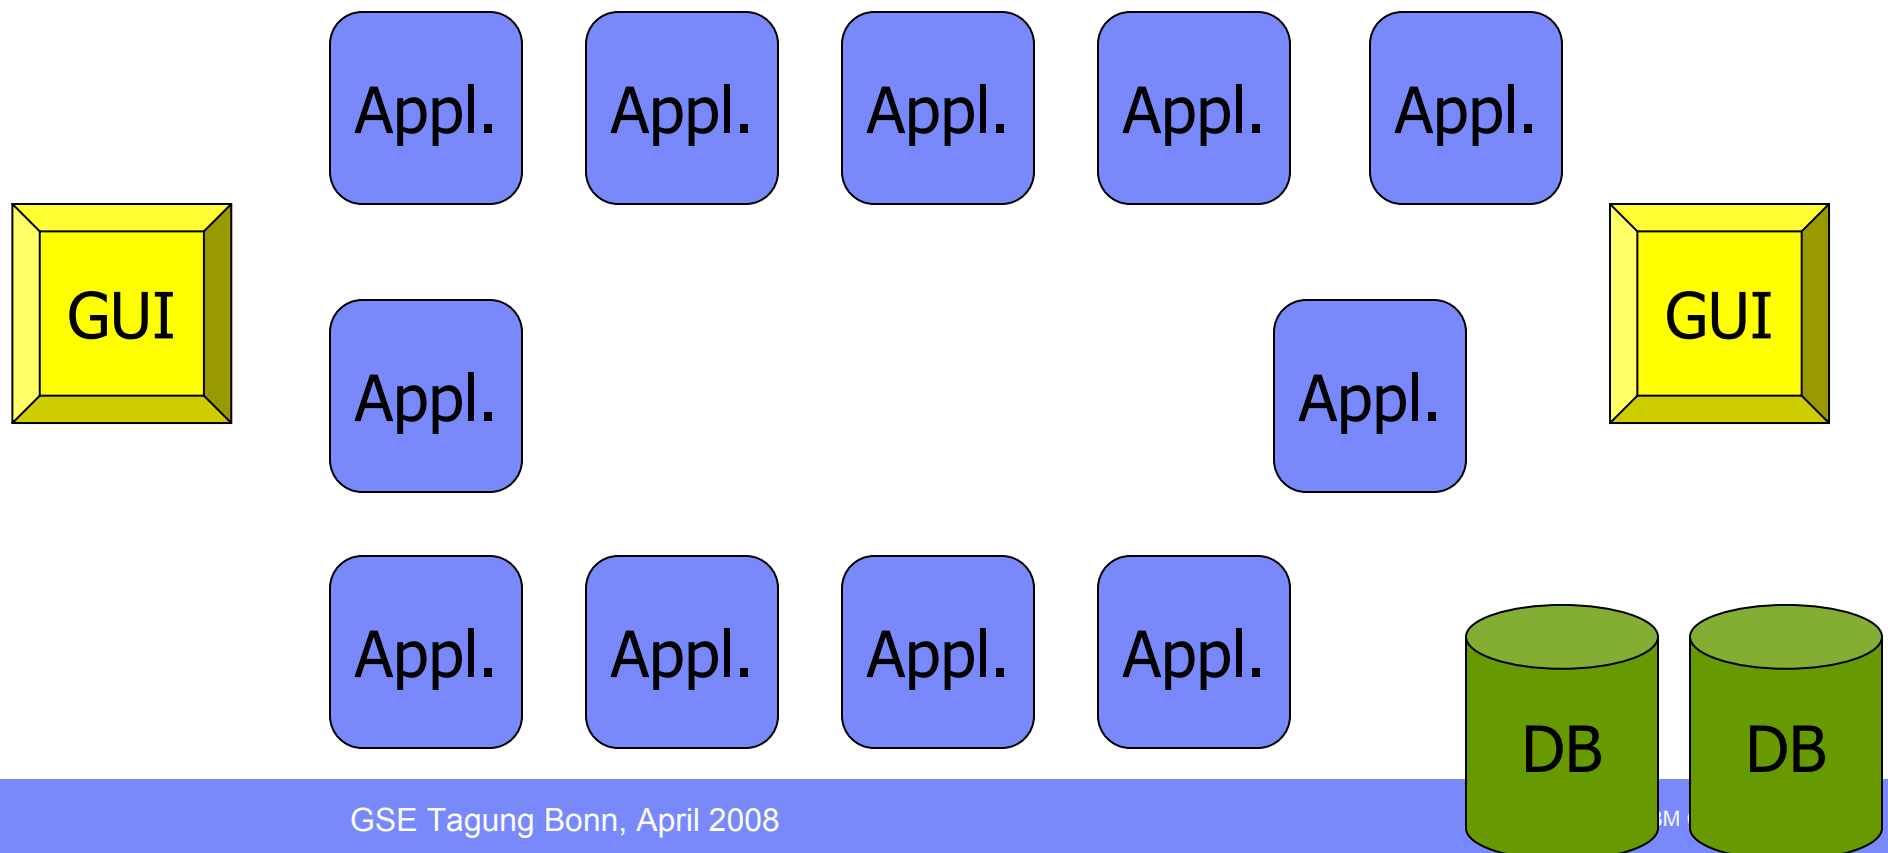 Appl. Appl. Appl. Appl. Appl.
GUI GUI
Appl. Appl.
Appl. Appl. Appl. Appl.
DB DB
GSE Tagung Bonn, April 2008